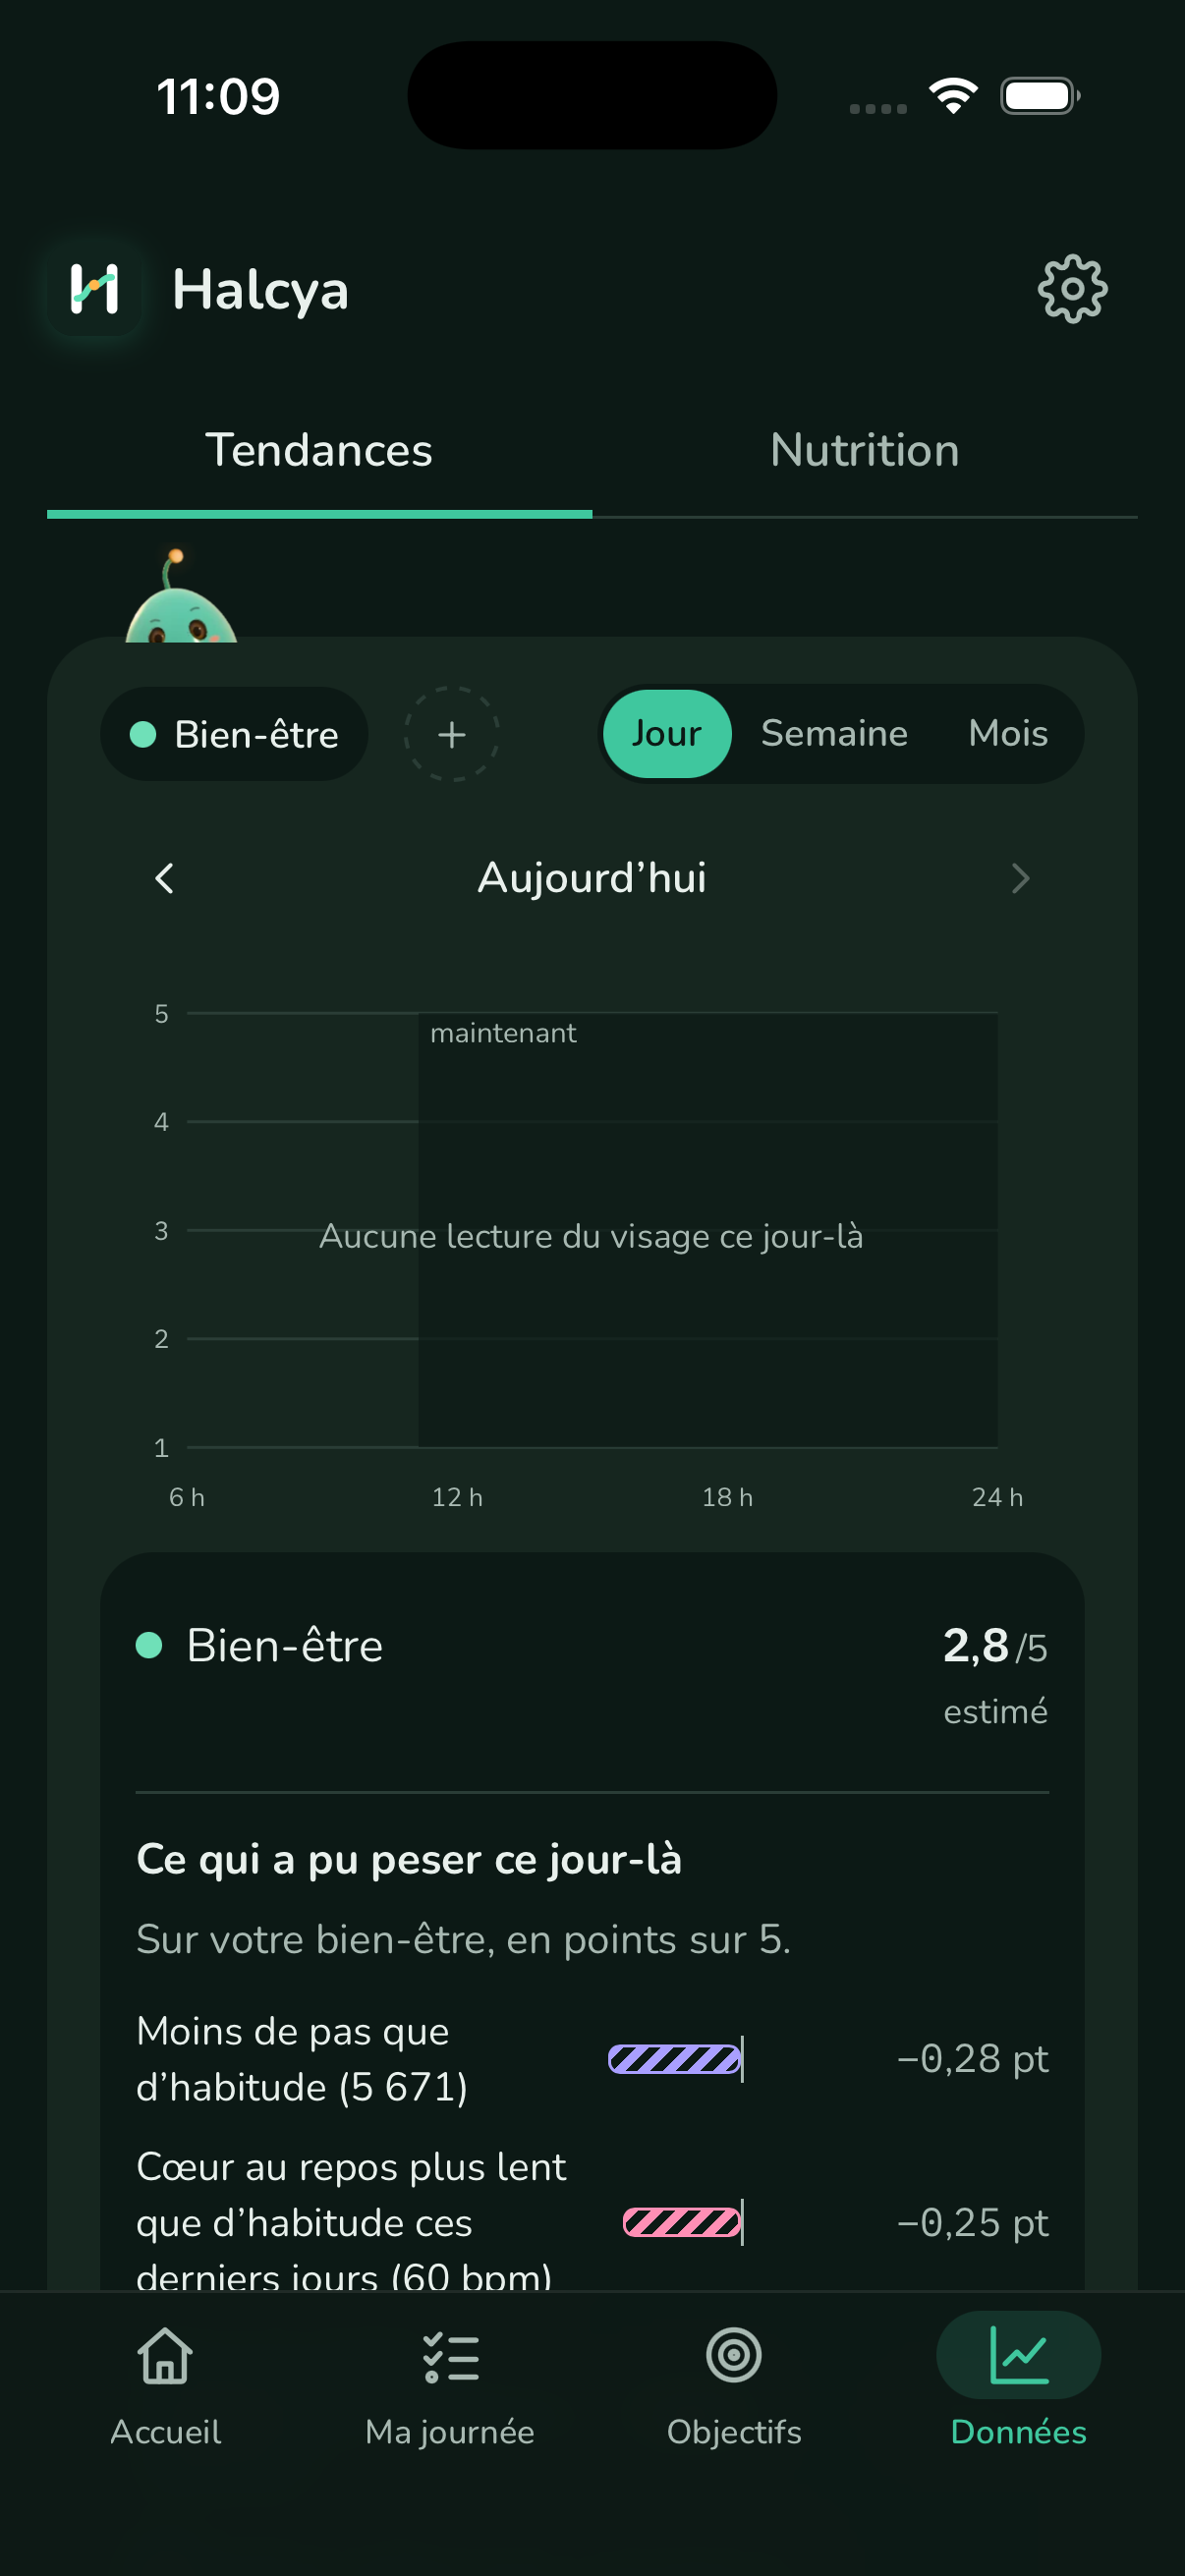 11:09
Halcya
Tendances
Nutrition
Bien-être
+
Jour
Semaine
Mois
Aujourd’hui
5
maintenant
4
3
Aucune lecture du visage ce jour-là
2
1
6 h
12 h
18 h
24 h
Bien-être
2,8 /5
estimé
Ce qui a pu peser ce jour-là
Sur votre bien-être, en points sur 5.
Moins de pas que
d’habitude (5 671)
−0,28 pt
Cœur au repos plus lent
que d’habitude ces
derniers jours (60 bpm)
−0,25 pt
Accueil
Ma journée
Objectifs
Données